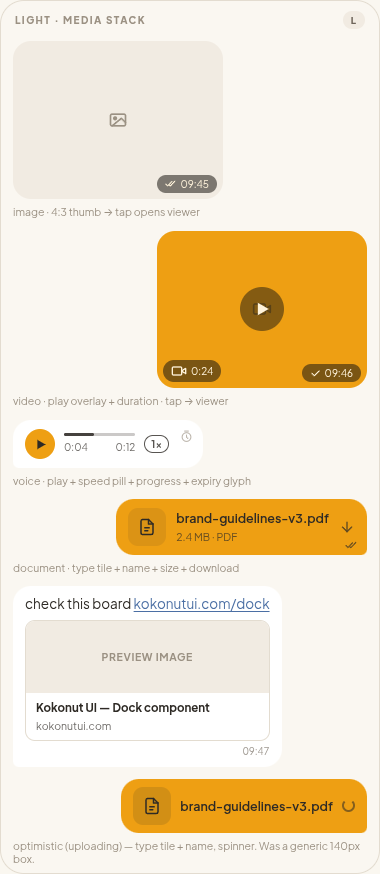 LIGHT · MEDIA STACK
L
09:45
image · 4:3 thumb → tap opens viewer
0:24
09:46
video · play overlay + duration · tap → viewer
0:04
0:12
1×
voice · play + speed pill + progress + expiry glyph
brand-guidelines-v3.pdf
2.4 MB · PDF
document · type tile + name + size + download
check this board kokonutui.com/dock
PREVIEW IMAGE
Kokonut UI — Dock component
kokonutui.com
09:47
brand-guidelines-v3.pdf
optimistic (uploading) — type tile + name, spinner. Was a generic 140px
box.